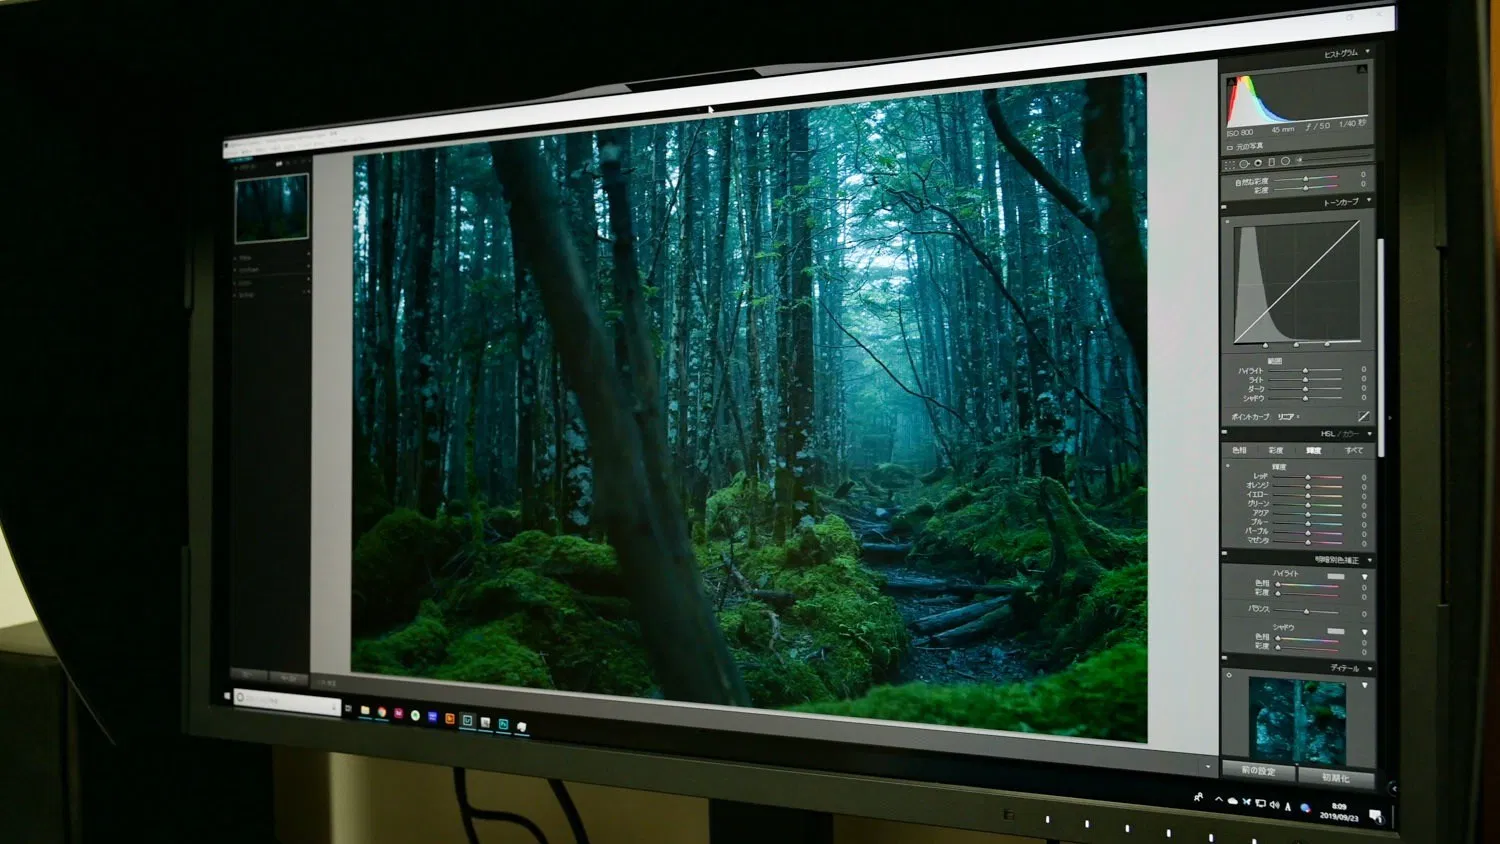 ヒストグラム
ISO 800 45 mm ƒ / 5.0 1/40 秒
元の写真
自然な彩度 0
彩度 0
トーンカーブ
範囲
ハイライト 0
ライト 0
ダーク 0
シャドウ 0
ポイントカーブ: リニア
HSL / カラー
色相 彩度 輝度 すべて
輝度
レッド 0
オレンジ 0
イエロー 0
グリーン 0
アクア 0
ブルー 0
パープル 0
マゼンタ 0
明暗別色補正
ハイライト
色相 0
彩度 0
バランス 0
シャドウ
色相 0
彩度 0
ディテール
前の設定 初期化
A
8:09
2019/09/23